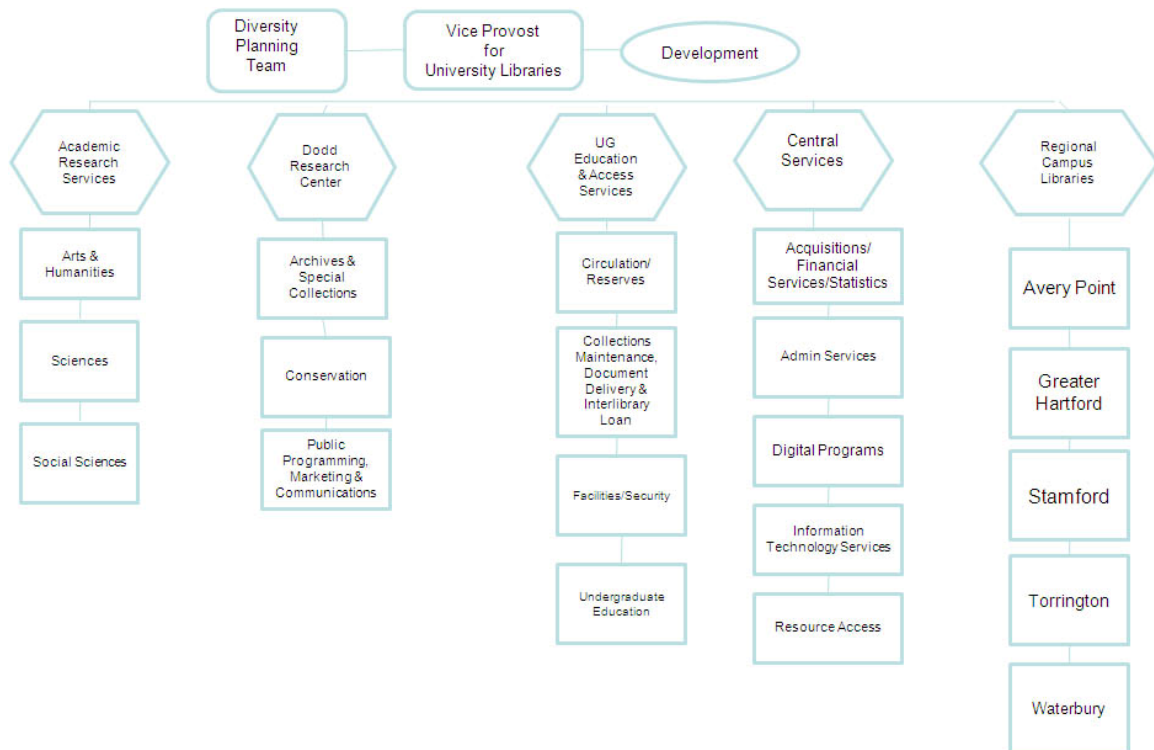 Diversity
Planning
Team
Vice Provost
for
University Libraries
Development
Academic
Research
Services
Arts &
Humanities
Sciences
Social Sciences
Dodd
Research
Center
Archives &
Special
Collections
Conservation
Public
Programming,
Marketing &
Communications
UG
Education
& Access
Services
Circulation/
Reserves
Collections
Maintenance,
Document
Delivery &
Interlibrary
Loan
Facilities/Security
Undergraduate
Education
Central
Services
Acquisitions/
Financial
Services/Statistics
Admin Services
Digital Programs
Information
Technology Services
Resource Access
Regional
Campus
Libraries
Avery Point
Greater
Hartford
Stamford
Torrington
Waterbury